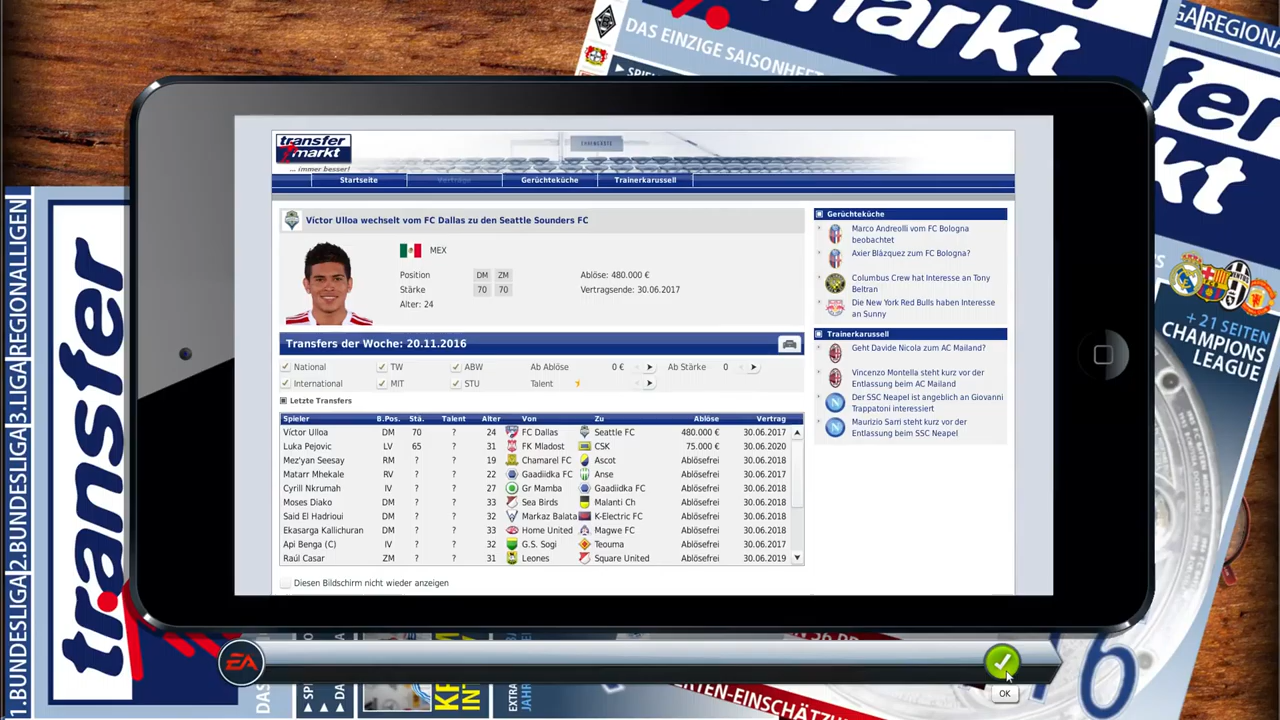 markt
GA|REGIONAL
DAS EINZIGE SAISONHEFT
transfer
markt
... immer besser!
Startseite
Gerüchteküche
Trainerkarussell
Víctor Ulloa wechselt vom FC Dallas zu den Seattle Sounders FC
MEX
Position DM ZM
Stärke 70 70
Alter: 24
Ablöse: 480.000 €
Vertragsende: 30.06.2017
Transfers der Woche: 20.11.2016
National TW ABW Ab Ablöse 0 € Ab Stärke 0
International MIT STU Talent
Letzte Transfers
Spieler B.Pos. Stä. Talent Alter Von Zu Ablöse Vertrag
Víctor Ulloa DM 70 ? 24 FC Dallas Seattle FC 480.000 € 30.06.2017
Luka Pejovic LV 65 ? 31 FK Mladost CSK 75.000 € 30.06.2020
Mez'yan Seesay RM ? ? 19 Chamarel FC Ascot Ablösefrei 30.06.2018
Matarr Mhekale RV ? ? 22 Gaadiidka FC Anse Ablösefrei 30.06.2018
Cyrill Nkrumah IV ? ? 27 Gr Mamba Gaadiidka FC Ablösefrei 30.06.2018
Moses Diako DM ? ? 33 Sea Birds Malanti Ch Ablösefrei 30.06.2018
Said El Hadrioui DM ? ? 32 Markaz Balata K-Electric FC Ablösefrei 30.06.2018
Ekasarga Kallichuran DM ? ? 33 Home United Magwe FC Ablösefrei 30.06.2018
Api Benga (C) IV ? ? 32 G.S. Sogi Teouma Ablösefrei 30.06.2017
Raúl Casar ZM ? ? 31 Leones Square United Ablösefrei 30.06.2019
Diesen Bildschirm nicht wieder anzeigen
Gerüchteküche
Marco Andreolli vom FC Bologna
beobachtet
Axier Blázquez zum FC Bologna?
Columbus Crew hat Interesse an Tony
Beltran
Die New York Red Bulls haben Interesse
an Sunny
Trainerkarussell
Geht Davide Nicola zum AC Mailand?
Vincenzo Montella steht kurz vor der
Entlassung beim AC Mailand
Der SSC Neapel ist angeblich an Giovanni
Trappatoni interessiert
Maurizio Sarri steht kurz vor der
Entlassung beim SSC Neapel
1.BUNDESLIGA 2.BUNDESLIGA 3.LIGA REGIONALLIGEN
transfer
fer
rkt
+ 21 SEITEN
CHAMPIONS
LEAGUE
EA
OK
EXTRA